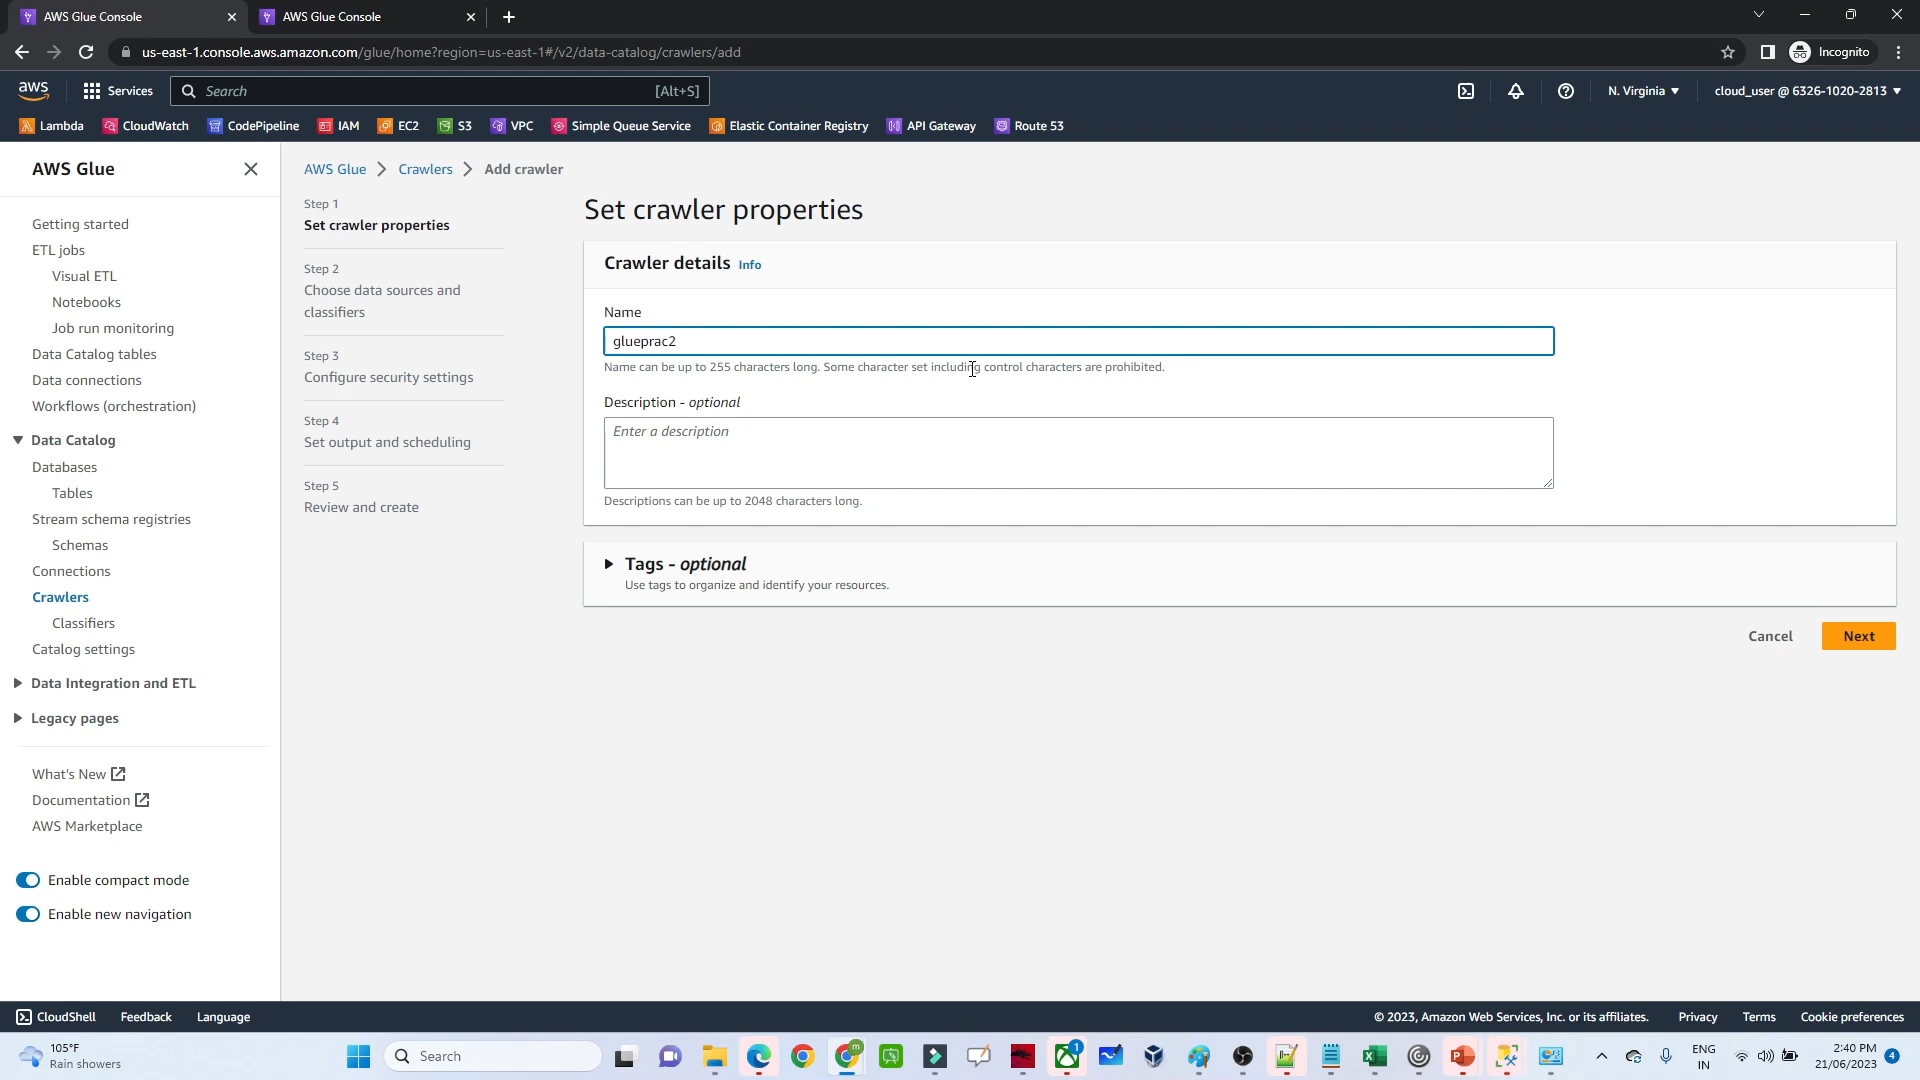 AWS Glue Console
AWS Glue Console
us-east-1.console.aws.amazon.com/glue/home?region=us-east-1#/v2/data-catalog/crawlers/add
Incognito
aws
Services
Search
[Alt+S]
N. Virginia
cloud_user @ 6326-1020-2813
Lambda
CloudWatch
CodePipeline
IAM
EC2
S3
VPC
Simple Queue Service
Elastic Container Registry
API Gateway
Route 53
AWS Glue
Getting started
ETL jobs
Visual ETL
Notebooks
Job run monitoring
Data Catalog tables
Data connections
Workflows (orchestration)
Data Catalog
Databases
Tables
Stream schema registries
Schemas
Connections
Crawlers
Classifiers
Catalog settings
Data Integration and ETL
Legacy pages
What's New
Documentation
AWS Marketplace
Enable compact mode
Enable new navigation
AWS Glue
Crawlers
Add crawler
Step 1
Set crawler properties
Step 2
Choose data sources and
classifiers
Step 3
Configure security settings
Step 4
Set output and scheduling
Step 5
Review and create
Set crawler properties
Crawler details Info
Name
glueprac2
Name can be up to 255 characters long. Some character set including control characters are prohibited.
Description - optional
Enter a description
Descriptions can be up to 2048 characters long.
Tags - optional
Use tags to organize and identify your resources.
Cancel
Next
CloudShell
Feedback
Language
© 2023, Amazon Web Services, Inc. or its affiliates.
Privacy
Terms
Cookie preferences
105°F
Rain showers
Search
m
1
ENG
IN
2:40 PM
21/06/2023
4